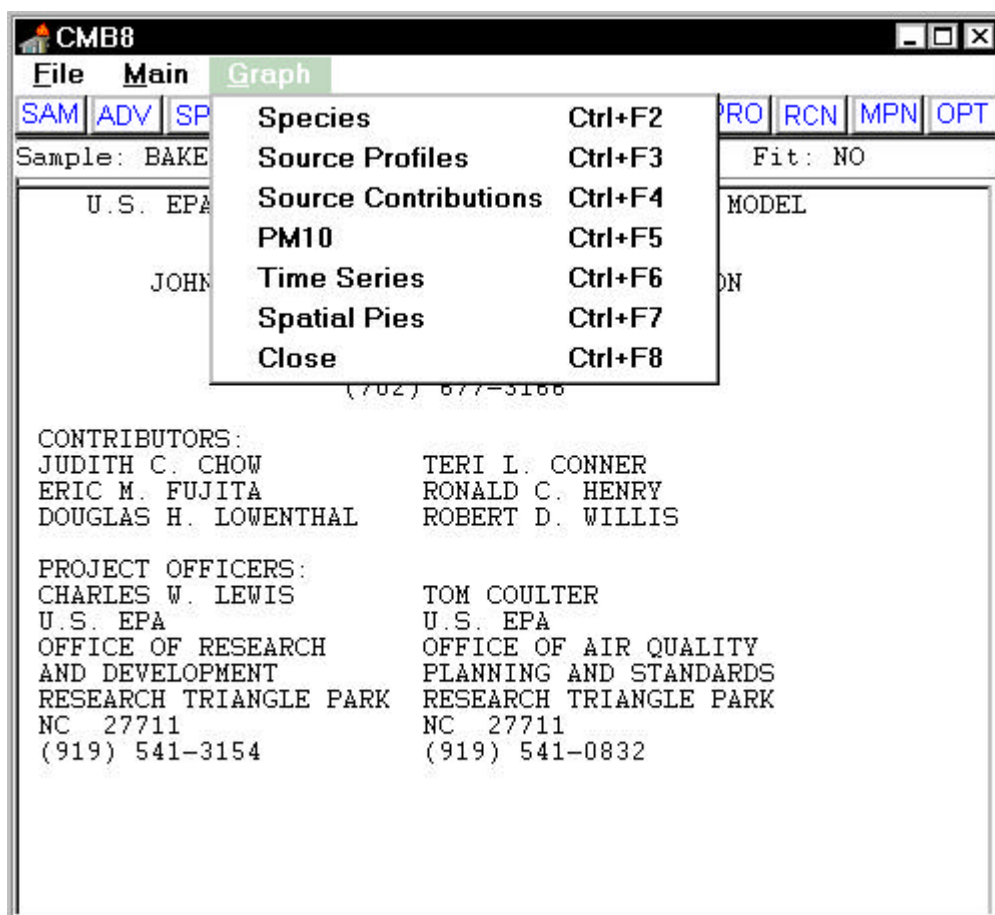 CMB8
File Main Graph
SAM ADV SP PRO RCN MPN OPT
Sample: BAKE Fit: NO
Species Ctrl+F2
Source Profiles Ctrl+F3
Source Contributions Ctrl+F4
PM10 Ctrl+F5
Time Series Ctrl+F6
Spatial Pies Ctrl+F7
Close Ctrl+F8
U.S. EPA MODEL
JOHN ON
(702) 677-3166
CONTRIBUTORS:
JUDITH C. CHOW TERI L. CONNER
ERIC M. FUJITA RONALD C. HENRY
DOUGLAS H. LOWENTHAL ROBERT D. WILLIS
PROJECT OFFICERS:
CHARLES W. LEWIS TOM COULTER
U.S. EPA U.S. EPA
OFFICE OF RESEARCH OFFICE OF AIR QUALITY
AND DEVELOPMENT PLANNING AND STANDARDS
RESEARCH TRIANGLE PARK RESEARCH TRIANGLE PARK
NC 27711 NC 27711
(919) 541-3154 (919) 541-0832